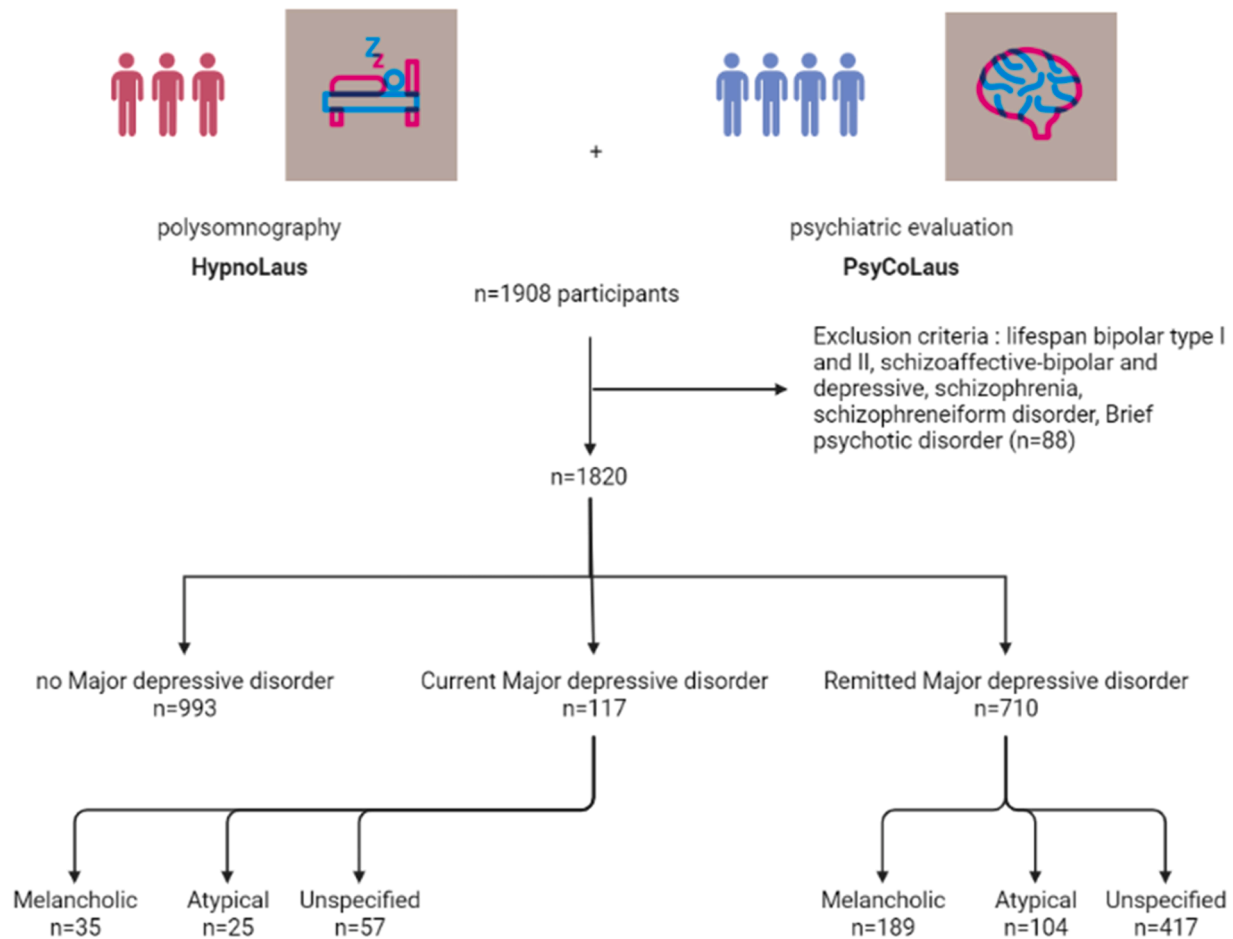 Z
z
+
polysomnography
HypnoLaus
psychiatric evaluation
PsyCoLaus
n=1908 participants
Exclusion criteria : lifespan bipolar type I
and II, schizoaffective-bipolar and
depressive, schizophrenia,
schizophreneiform disorder, Brief
psychotic disorder (n=88)
n=1820
no Major depressive disorder
n=993
Current Major depressive disorder
n=117
Remitted Major depressive disorder
n=710
Melancholic
n=35
Atypical
n=25
Unspecified
n=57
Melancholic
n=189
Atypical
n=104
Unspecified
n=417